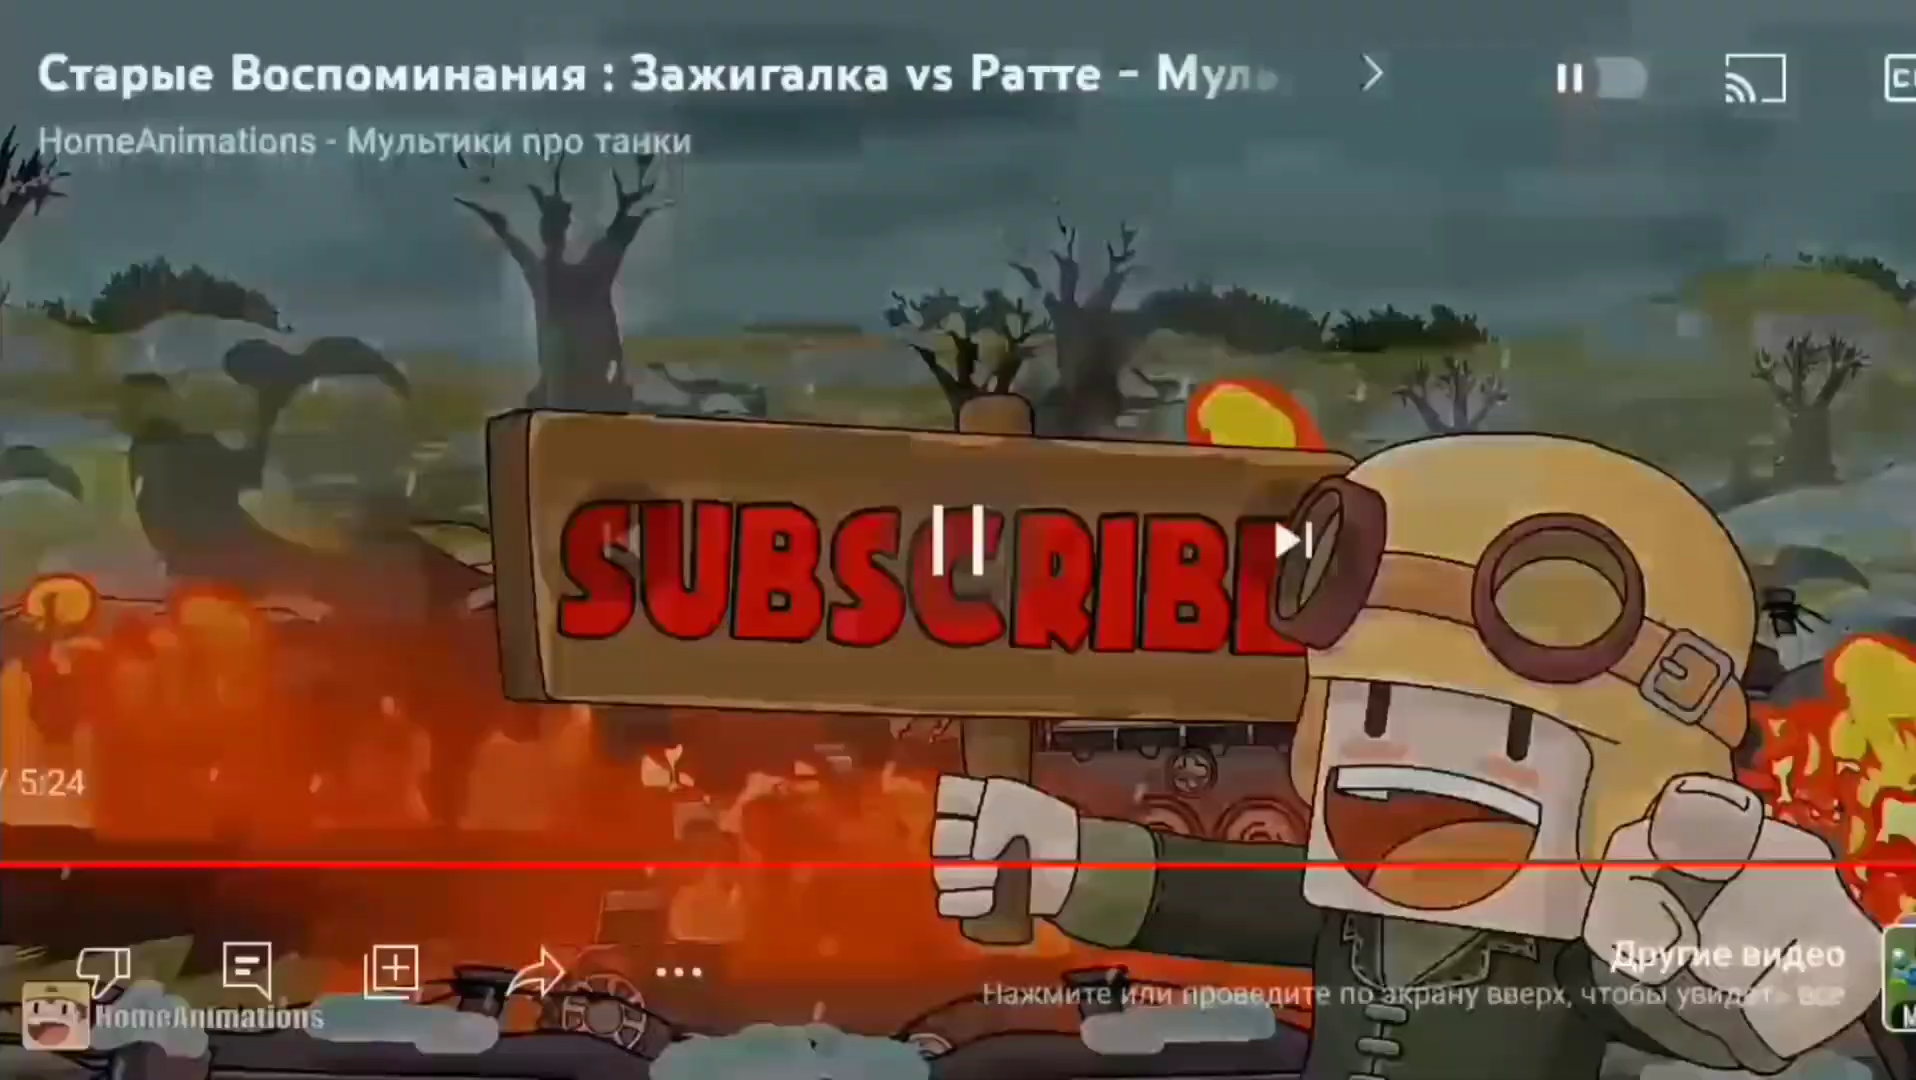 Старые Воспоминания : Зажигалка vs Ратте - Муль
HomeAnimations - Мультики про танки
SUBSCRIBE
/ 5:24
Другие видео
Нажмите или проведите по экрану вверх, чтобы увидеть все
HomeAnimations